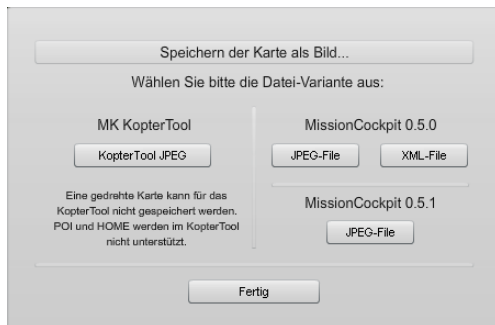 Speichern der Karte als Bild...
Wählen Sie bitte die Datei-Variante aus:
MK KopterTool
KopterTool JPEG
Eine gedrehte Karte kann für das
KopterTool nicht gespeichert werden.
POI und HOME werden im KopterTool
nicht unterstützt.
MissionCockpit 0.5.0
JPEG-File XML-File
MissionCockpit 0.5.1
JPEG-File
Fertig